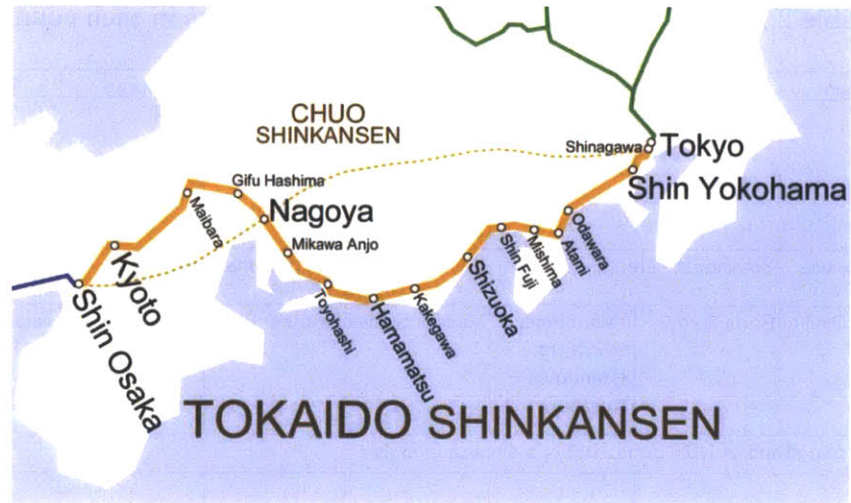 CHUO
SHINKANSEN
Shinagawa
Tokyo
Shin Yokohama
Gifu Hashima
Nagoya
Maibara
Mikawa Anjo
Kyoto
Shin Osaka
Toyohashi
Hamamatsu
Kakegawa
Shizuoka
Shin Fuji
Mishima
Atami
Odawara
TOKAIDO SHINKANSEN